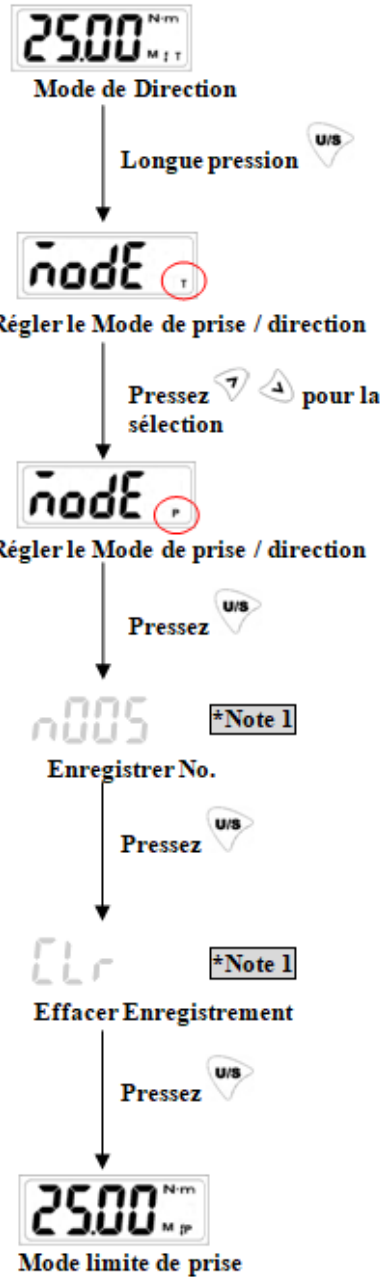 25.00 N·m
M T
Mode de Direction
Longue pression U/S
modE T
Régler le Mode de prise / direction
Pressez pour la
sélection
modE P
Régler le Mode de prise / direction
Pressez U/S
n005 *Note 1
Enregistrer No.
Pressez U/S
CLr *Note 1
Effacer Enregistrement
Pressez U/S
25.00 N·m
M P
Mode limite de prise